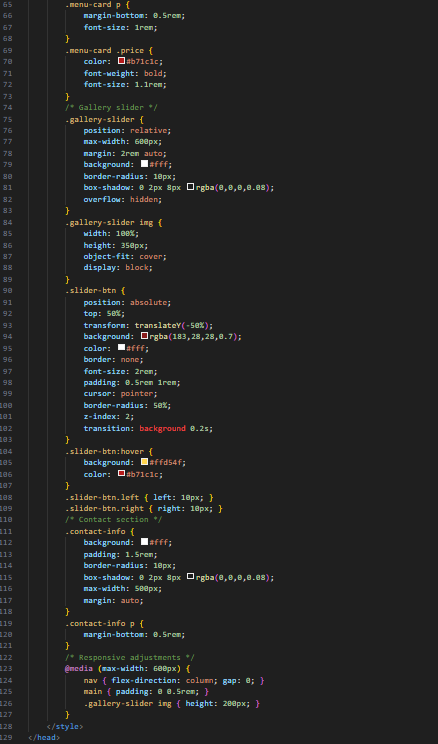 65 .menu-card p {
66 margin-bottom: 0.5rem;
67 font-size: 1rem;
68 }
69 .menu-card .price {
70 color: #b71c1c;
71 font-weight: bold;
72 font-size: 1.1rem;
73 }
74 /* Gallery slider */
75 .gallery-slider {
76 position: relative;
77 max-width: 600px;
78 margin: 2rem auto;
79 background: #fff;
80 border-radius: 10px;
81 box-shadow: 0 2px 8px rgba(0,0,0,0.08);
82 overflow: hidden;
83 }
84 .gallery-slider img {
85 width: 100%;
86 height: 350px;
87 object-fit: cover;
88 display: block;
89 }
90 .slider-btn {
91 position: absolute;
92 top: 50%;
93 transform: translateY(-50%);
94 background: rgba(183,28,28,0.7);
95 color: #fff;
96 border: none;
97 font-size: 2rem;
98 padding: 0.5rem 1rem;
99 cursor: pointer;
100 border-radius: 50%;
101 z-index: 2;
102 transition: background 0.2s;
103 }
104 .slider-btn:hover {
105 background: #ffd54f;
106 color: #b71c1c;
107 }
108 .slider-btn.left { left: 10px; }
109 .slider-btn.right { right: 10px; }
110 /* Contact section */
111 .contact-info {
112 background: #fff;
113 padding: 1.5rem;
114 border-radius: 10px;
115 box-shadow: 0 2px 8px rgba(0,0,0,0.08);
116 max-width: 500px;
117 margin: auto;
118 }
119 .contact-info p {
120 margin-bottom: 0.5rem;
121 }
122 /* Responsive adjustments */
123 @media (max-width: 600px) {
124 nav { flex-direction: column; gap: 0; }
125 main { padding: 0 0.5rem; }
126 .gallery-slider img { height: 200px; }
127 }
128 </style>
129 </head>